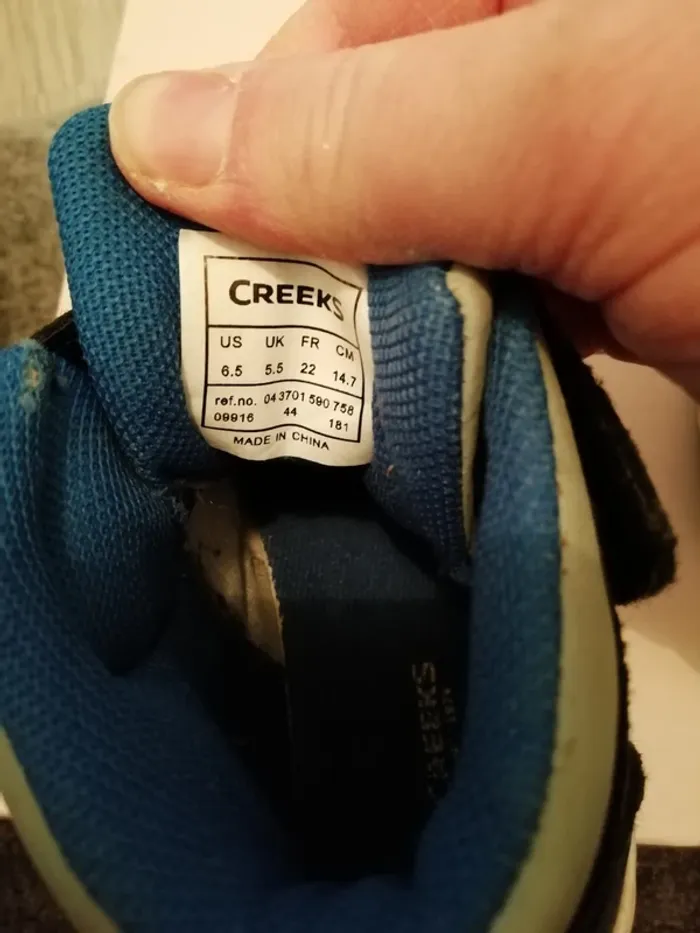 CREEKS
US UK FR CM
6.5 5.5 22 14.7
ref.no. 043701 590 758
09916 44 181
MADE IN CHINA
CREEKS